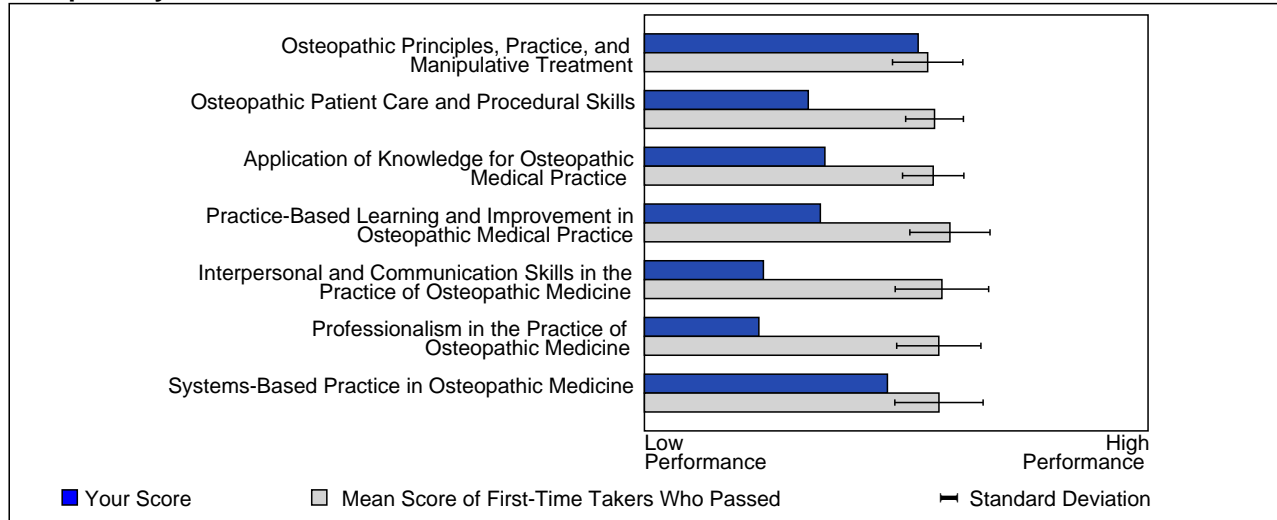 Osteopathic Principles, Practice, and
Manipulative Treatment
Osteopathic Patient Care and Procedural Skills
Application of Knowledge for Osteopathic
Medical Practice
Practice-Based Learning and Improvement in
Osteopathic Medical Practice
Interpersonal and Communication Skills in the
Practice of Osteopathic Medicine
Professionalism in the Practice of
Osteopathic Medicine
Systems-Based Practice in Osteopathic Medicine
Low
Performance
High
Performance
Your Score
Mean Score of First-Time Takers Who Passed
Standard Deviation